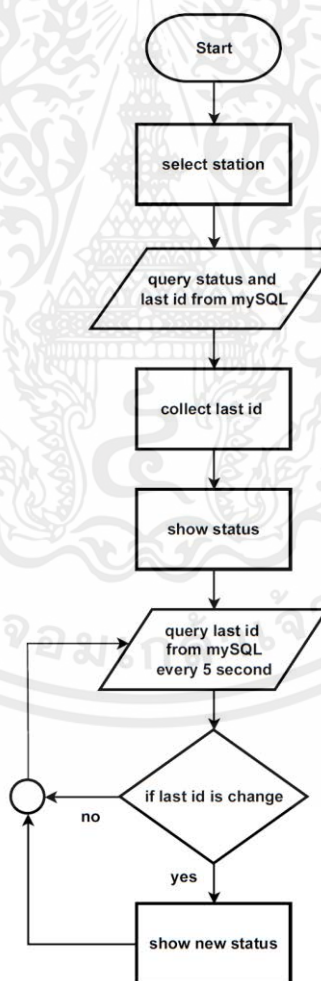 Start
select station
query status and
last id from mySQL
collect last id
show status
query last id
from mySQL
every 5 second
if last id is change
no
yes
show new status